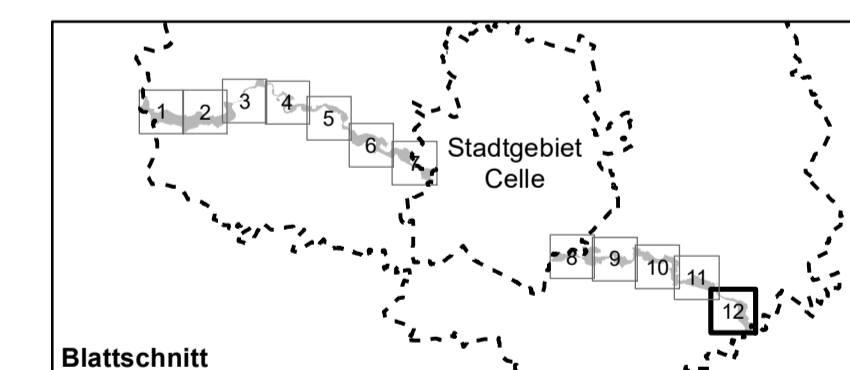 1 2 3 4 5 6 7
Stadtgebiet
Celle
8 9 10 11 12
Blattschnitt